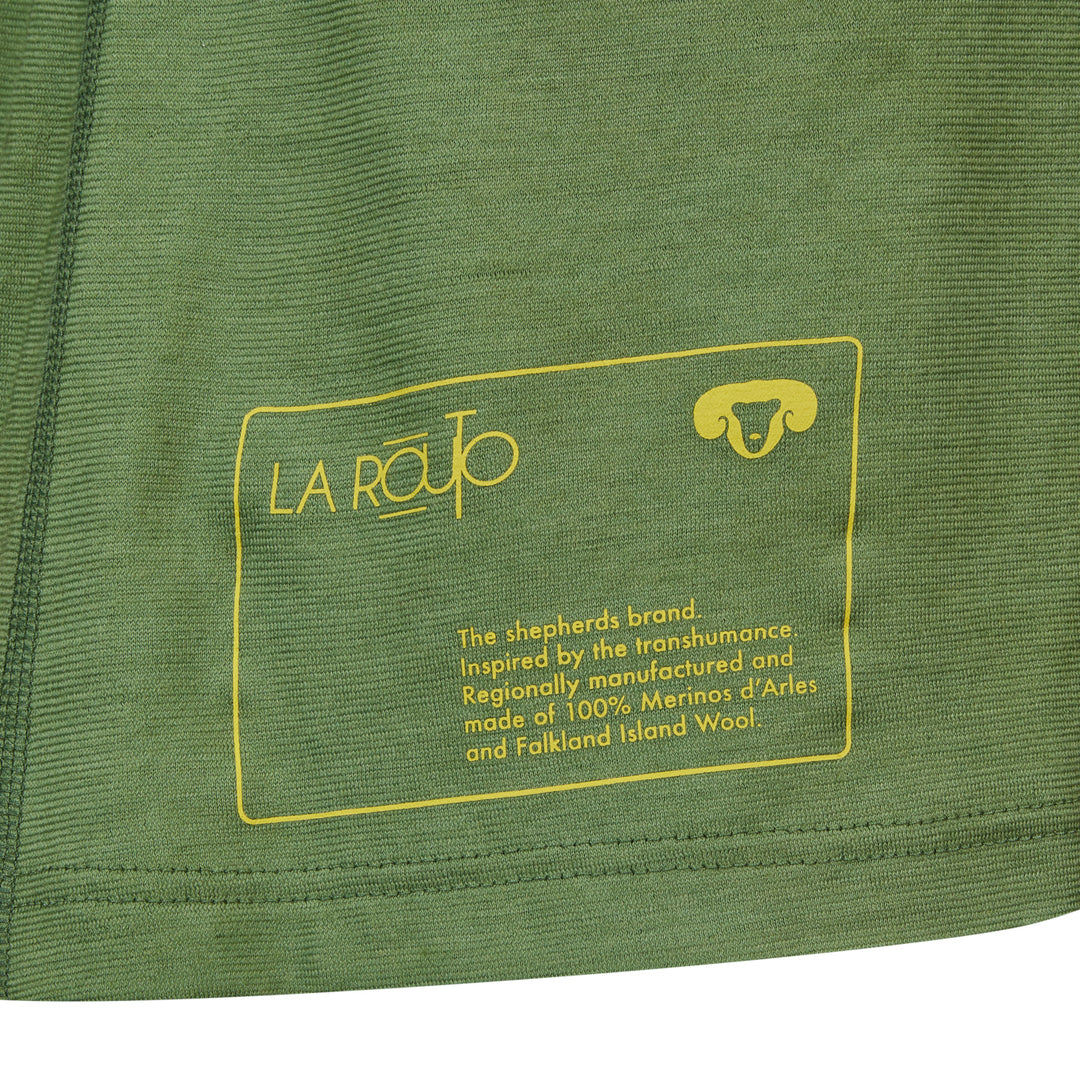 LA ROUTO
The shepherds brand.
Inspired by the transhumance.
Regionally manufactured and
made of 100% Merinos d'Arles
and Falkland Island Wool.